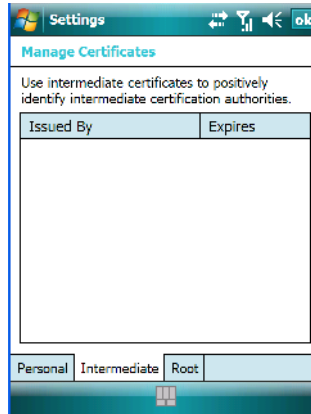 Settings
ok
Manage Certificates
Use intermediate certificates to positively
identify intermediate certification authorities.
Issued By Expires
Personal Intermediate Root